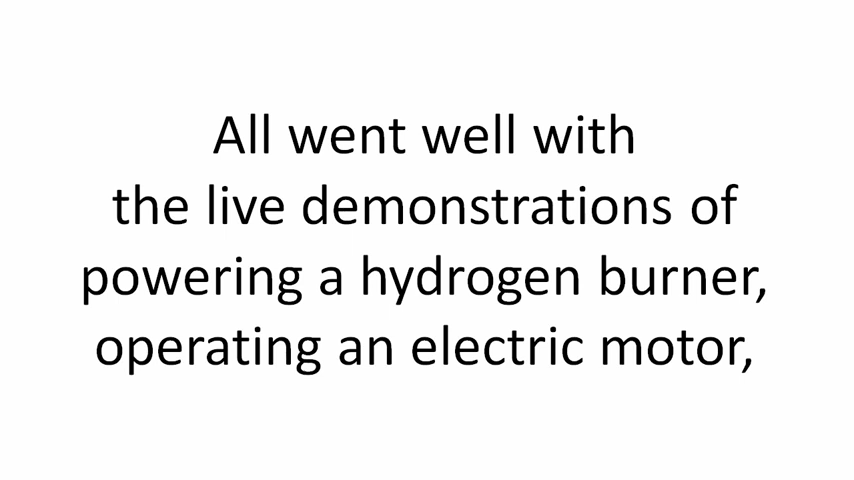 All went well with
the live demonstrations of
powering a hydrogen burner,
operating an electric motor,